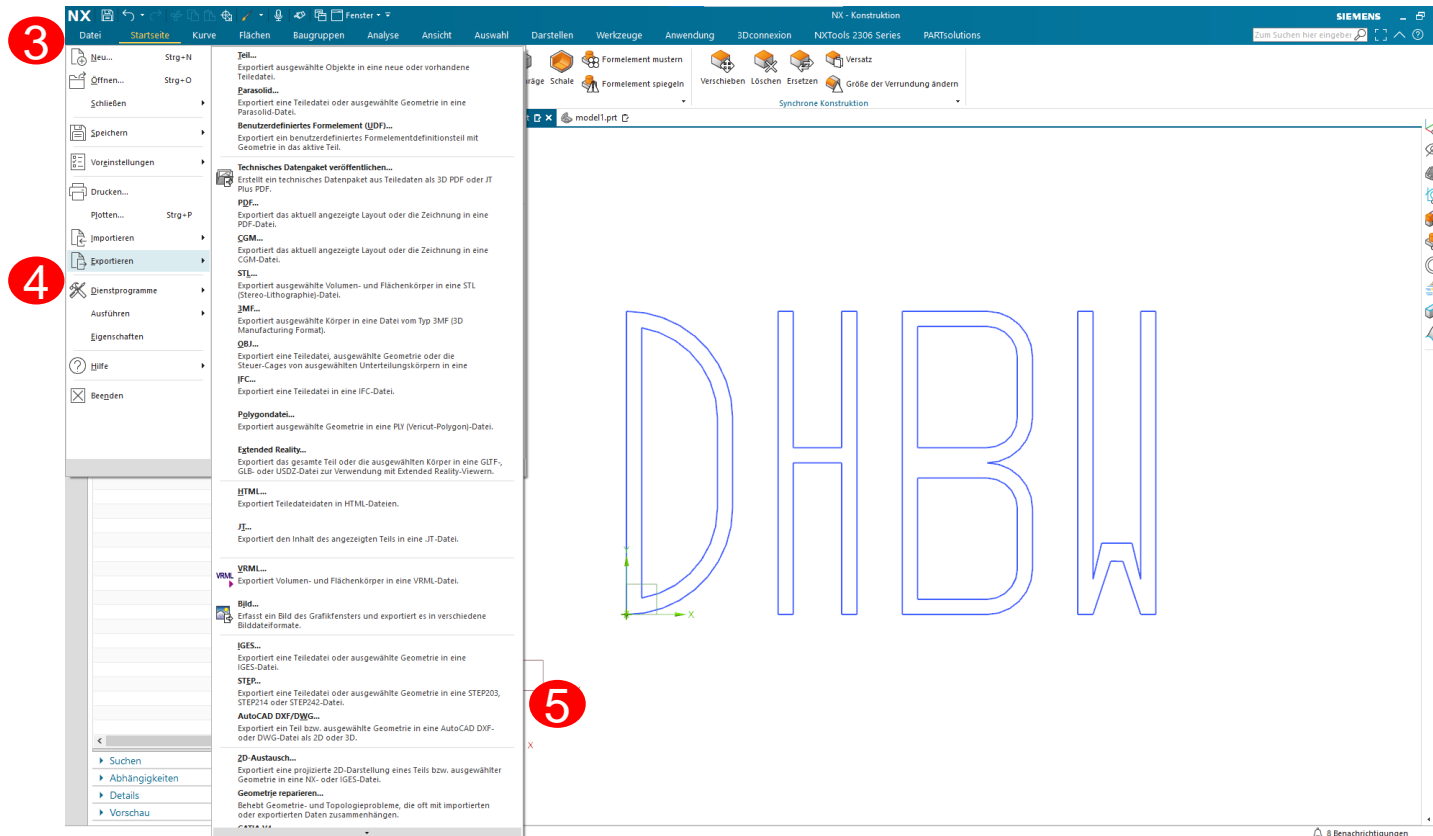 NX Fenster NX - Konstruktion SIEMENS
3
Datei Startseite Kurve Flächen Baugruppen Analyse Ansicht Auswahl Darstellen Werkzeuge Anwendung 3Dconnexion NXTools 2306 Series PARTsolutions Zum Suchen hier eingeben
Neu... Strg+N
Öffnen... Strg+O
Schließen
Speichern
Voreinstellungen
Drucken...
Plotten... Strg+P
Importieren
Exportieren
4
Dienstprogramme
Ausführen
Eigenschaften
Hilfe
Beenden
Teil...
Exportiert ausgewählte Objekte in eine neue oder vorhandene
Teiledatei.
Parasolid...
Exportiert eine Teiledatei oder ausgewählte Geometrie in eine
Parasolid-Datei.
Benutzerdefiniertes Formelement (UDF)...
Exportiert ein benutzerdefiniertes Formelementdefinitionsteil mit
Geometrie in das aktive Teil.
Technisches Datenpaket veröffentlichen...
Erstellt ein technisches Datenpaket aus Teiledaten als 3D PDF oder JT
Plus PDF.
PDF...
Exportiert das aktuell angezeigte Layout oder die Zeichnung in eine
PDF-Datei.
CGM...
Exportiert das aktuell angezeigte Layout oder die Zeichnung in eine
CGM-Datei.
STL...
Exportiert ausgewählte Volumen- und Flächenkörper in eine STL
(Stereo-Lithographie)-Datei.
3MF...
Exportiert ausgewählte Körper in eine Datei vom Typ 3MF (3D
Manufacturing Format).
OBJ...
Exportiert eine Teiledatei, ausgewählte Geometrie oder die
Steuer-Cages von ausgewählten Unterteilungskörpern in eine
IFC...
Exportiert eine Teiledatei in eine IFC-Datei.
Polygondatei...
Exportiert ausgewählte Geometrie in eine PLY (Vericut-Polygon)-Datei.
Extended Reality...
Exportiert das gesamte Teil oder die ausgewählten Körper in eine GLTF-,
GLB- oder USDZ-Datei zur Verwendung mit Extended Reality-Viewern.
HTML...
Exportiert Teiledateidaten in HTML-Dateien.
JT...
Exportiert den Inhalt des angezeigten Teils in eine .JT-Datei.
VRML
VRML...
Exportiert Volumen- und Flächenkörper in eine VRML-Datei.
Bild...
Erfasst ein Bild des Grafikfensters und exportiert es in verschiedene
Bilddateiformate.
IGES...
Exportiert eine Teiledatei oder ausgewählte Geometrie in eine
IGES-Datei.
STEP...
Exportiert eine Teiledatei oder ausgewählte Geometrie in eine STEP203,
STEP214 oder STEP242-Datei.
AutoCAD DXF/DWG...
Exportiert ein Teil bzw. ausgewählte Geometrie in eine AutoCAD DXF-
oder DWG-Datei als 2D oder 3D.
2D-Austausch...
Exportiert eine projizierte 2D-Darstellung eines Teils bzw. ausgewählter
Geometrie in eine NX- oder IGES-Datei.
Geometrie reparieren...
Behebt Geometrie- und Topologieprobleme, die oft mit importierten
oder exportierten Daten zusammenhängen.
5
Schale
Formelement mustern
Formelement spiegeln
Verschieben Löschen Ersetzen
Versatz
Größe der Verrundung ändern
Synchrone Konstruktion
model1.prt
DHBW
Y
X
X
Suchen
Abhängigkeiten
Details
Vorschau
8 Benachrichtigungen